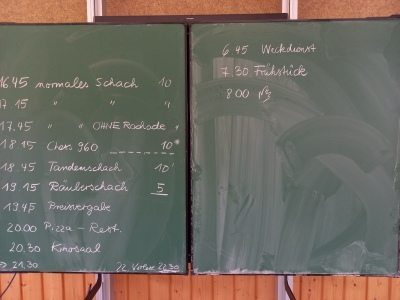 16.45 normales Schach 10
17 15 " " "
17.45 " " OHNE Rochade "
18 15 Chess 960 10"
18 45 Tandemschach 10'
19.15 Räuberschach 5
19.45 Preisvergabe
20.00 Pizza - Rest.
20.30 Kinosaal
→ 21.30
22. 22.30
6.45 Weckdienst
7.30 Frühstück
8 00